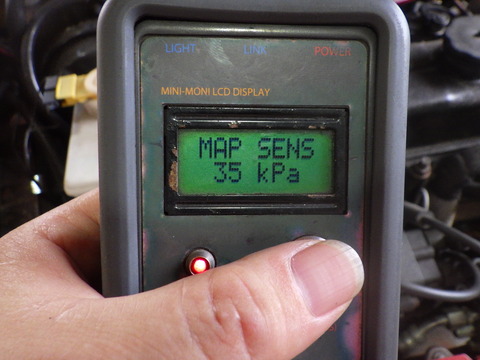 LIGHT LINK POWER
MINI-MONI LCD DISPLAY
MAP SENS
35 kPa